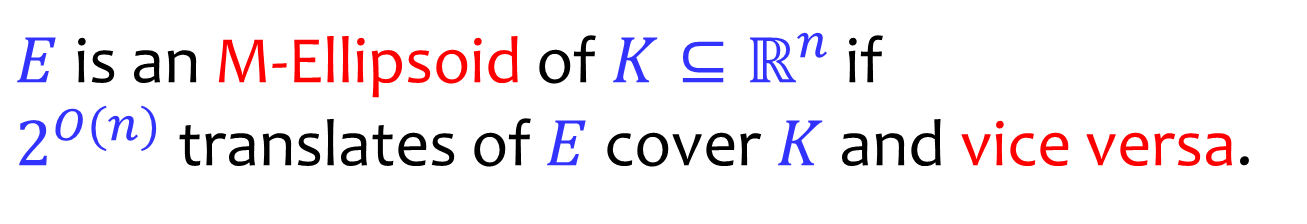 E is an M-Ellipsoid of K ⊆ ℝⁿ if
2^{O(n)} translates of E cover K and vice versa.